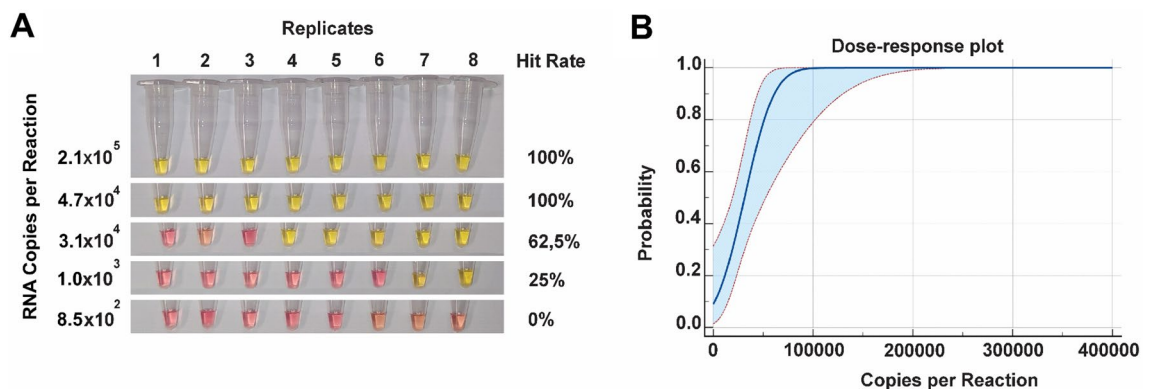 A
Replicates
1 2 3 4 5 6 7 8 Hit Rate
RNA Copies per Reaction
2.1x10^5 100%
4.7x10^4 100%
3.1x10^4 62,5%
1.0x10^3 25%
8.5x10^2 0%
B
Dose-response plot
Probability
1.0
0.8
0.6
0.4
0.2
0.0
0 100000 200000 300000 400000
Copies per Reaction